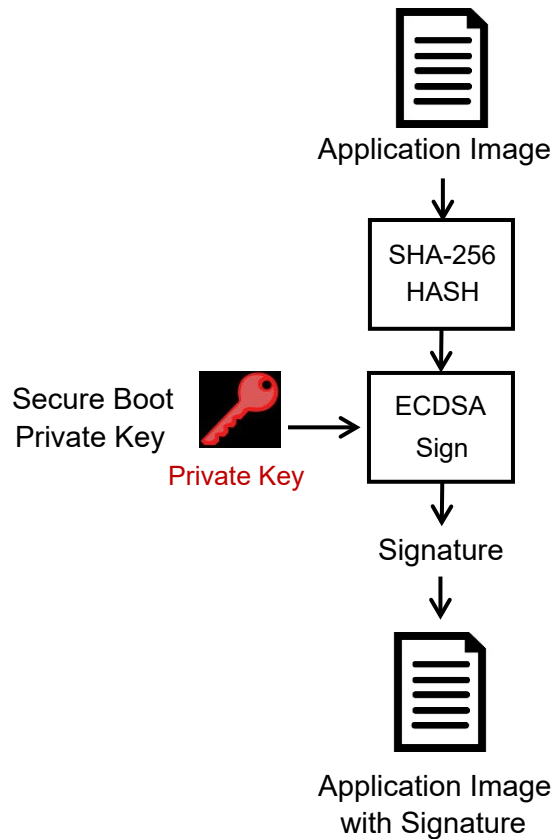 Application Image
SHA-256
HASH
Secure Boot
Private Key
Private Key
ECDSA
Sign
Signature
Application Image
with Signature